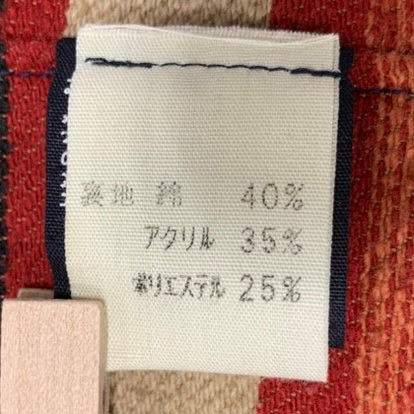 裏地 綿 40%
アクリル 35%
ポリエステル 25%